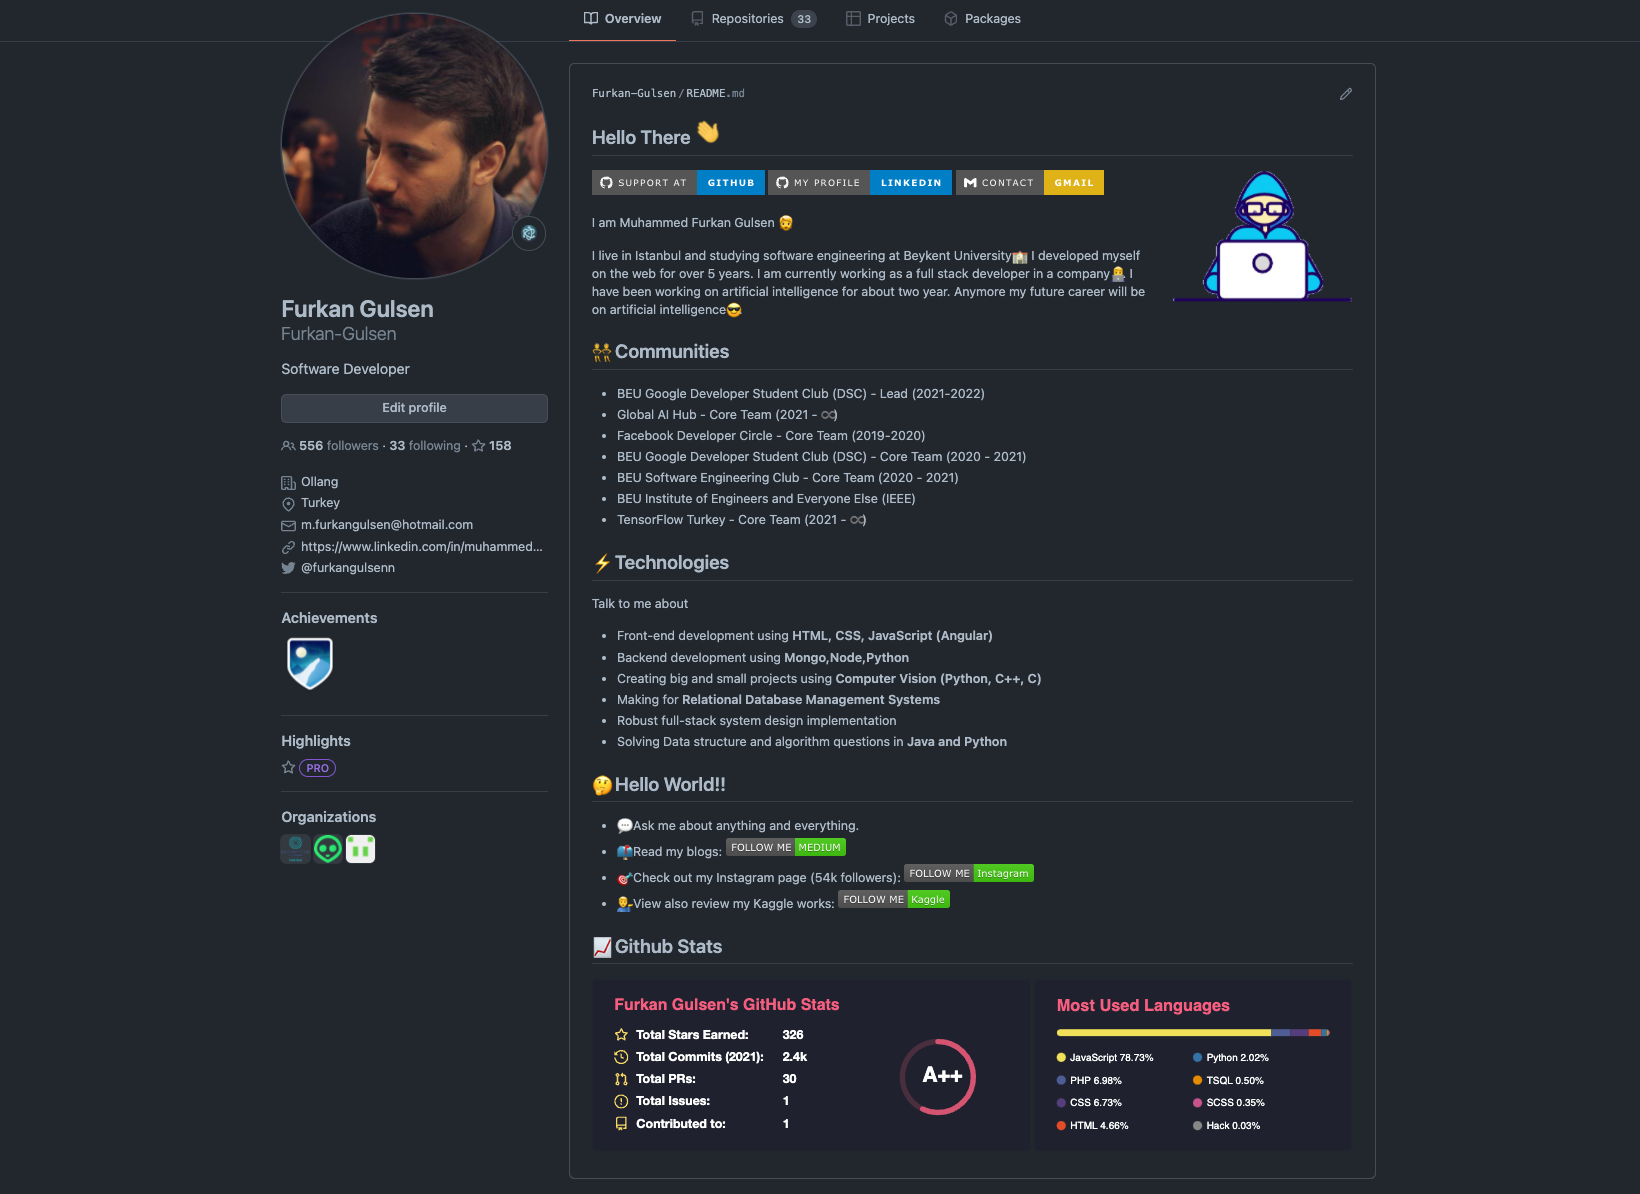 Overview
Repositories 33
Projects
Packages
Furkan Gulsen
Furkan-Gulsen
Software Developer
Edit profile
556 followers · 33 following · 158
Ollang
Turkey
m.furkangulsen@hotmail.com
https://www.linkedin.com/in/muhammed...
@furkangulsenn
Achievements
Highlights
PRO
Organizations
Furkan-Gulsen/README.md
Hello There 👋
SUPPORT AT GITHUB MY PROFILE LINKEDIN CONTACT GMAIL
I am Muhammed Furkan Gulsen
I live in Istanbul and studying software engineering at Beykent University🏫 I developed myself
on the web for over 5 years. I am currently working as a full stack developer in a company👨‍💻 I
have been working on artificial intelligence for about two year. Anymore my future career will be
on artificial intelligence😎
Communities
• BEU Google Developer Student Club (DSC) - Lead (2021-2022)
• Global AI Hub - Core Team (2021 - ∞)
• Facebook Developer Circle - Core Team (2019-2020)
• BEU Google Developer Student Club (DSC) - Core Team (2020 - 2021)
• BEU Software Engineering Club - Core Team (2020 - 2021)
• BEU Institute of Engineers and Everyone Else (IEEE)
• TensorFlow Turkey - Core Team (2021 - ∞)
⚡Technologies
Talk to me about
• Front-end development using HTML, CSS, JavaScript (Angular)
• Backend development using Mongo,Node,Python
• Creating big and small projects using Computer Vision (Python, C++, C)
• Making for Relational Database Management Systems
• Robust full-stack system design implementation
• Solving Data structure and algorithm questions in Java and Python
🤔Hello World!!
• 💬Ask me about anything and everything.
• 📬Read my blogs: FOLLOW ME MEDIUM
• 🎯Check out my Instagram page (54k followers): FOLLOW ME Instagram
• View also review my Kaggle works: FOLLOW ME Kaggle
📈Github Stats
Furkan Gulsen's GitHub Stats
Total Stars Earned: 326
Total Commits (2021): 2.4k
Total PRs: 30
Total Issues: 1
Contributed to: 1
A++
Most Used Languages
JavaScript 78.73%
PHP 6.98%
CSS 6.73%
HTML 4.66%
Python 2.02%
TSQL 0.50%
SCSS 0.35%
Hack 0.03%